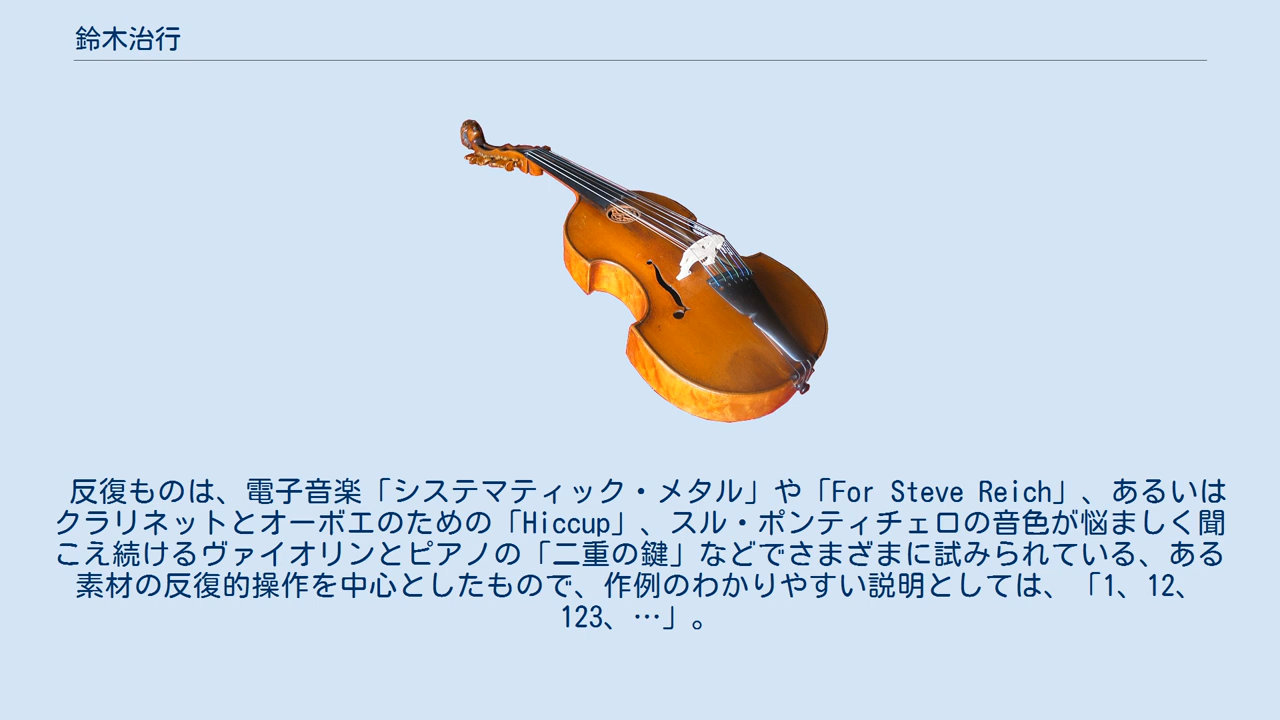 鈴木治行
反復ものは、電子音楽「システマティック・メタル」や「For Steve Reich」、あるいは
クラリネットとオーボエのための「Hiccup」、スル・ポンティチェロの音色が悩ましく聞
こえ続けるヴァイオリンとピアノの「二重の鍵」などでさまざまに試みられている、ある
素材の反復的操作を中心としたもので、作例のわかりやすい説明としては、「1、12、
123、…」。